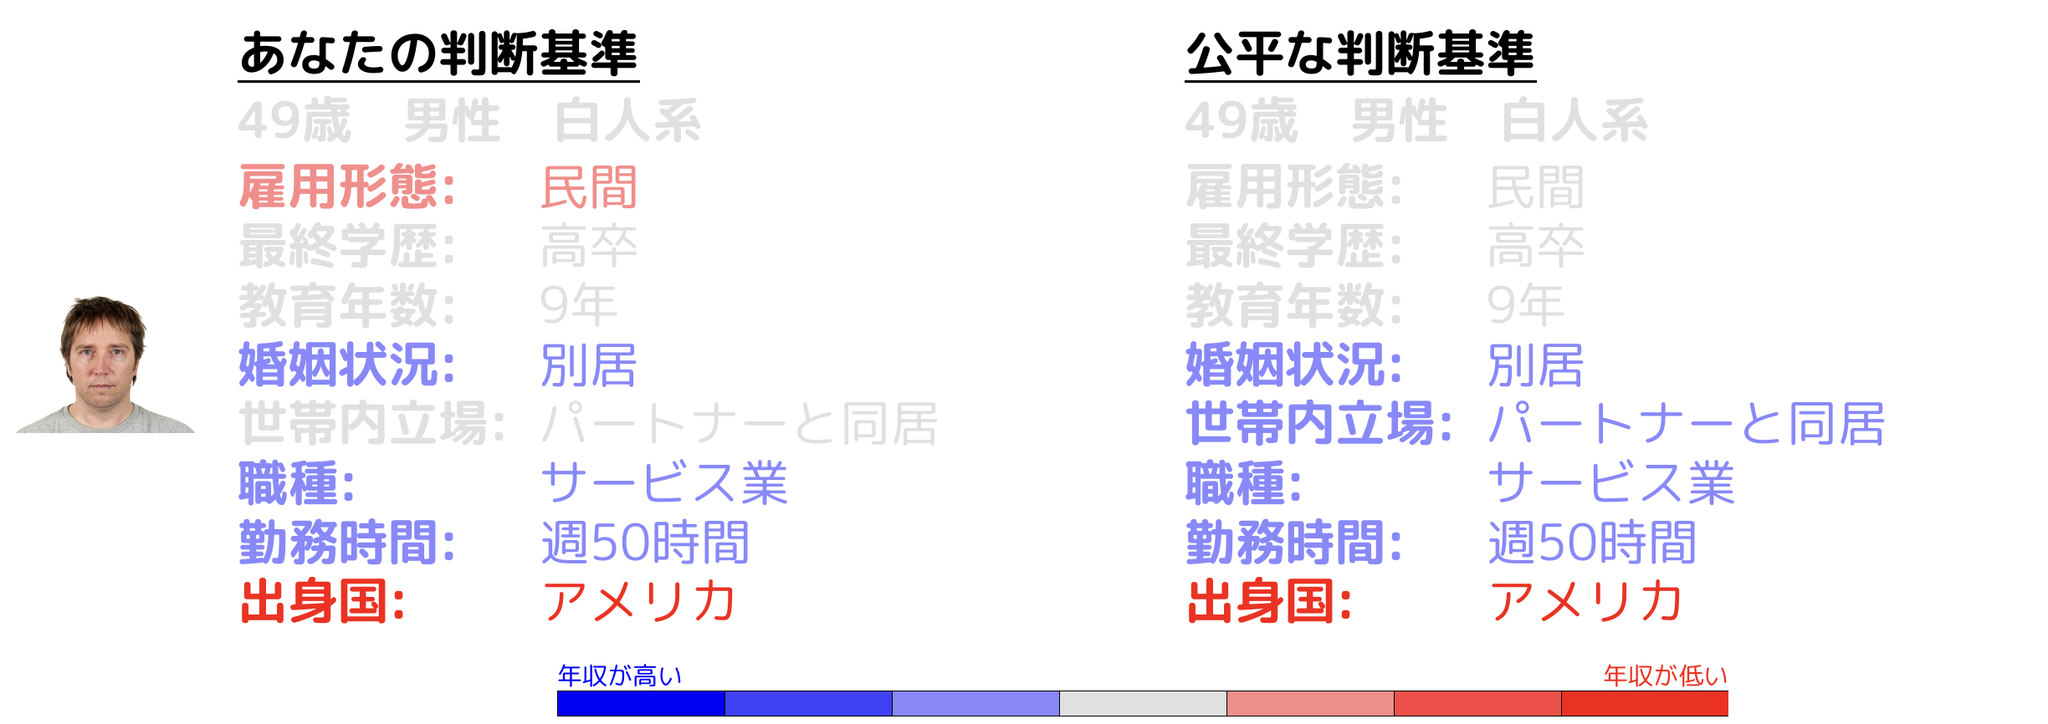 あなたの判断基準
49歳 男性 白人系
雇用形態: 民間
最終学歴: 高卒
教育年数: 9年
婚姻状況: 別居
世帯内立場: パートナーと同居
職種: サービス業
勤務時間: 週50時間
出身国: アメリカ
公平な判断基準
49歳 男性 白人系
雇用形態: 民間
最終学歴: 高卒
教育年数: 9年
婚姻状況: 別居
世帯内立場: パートナーと同居
職種: サービス業
勤務時間: 週50時間
出身国: アメリカ
年収が高い
年収が低い